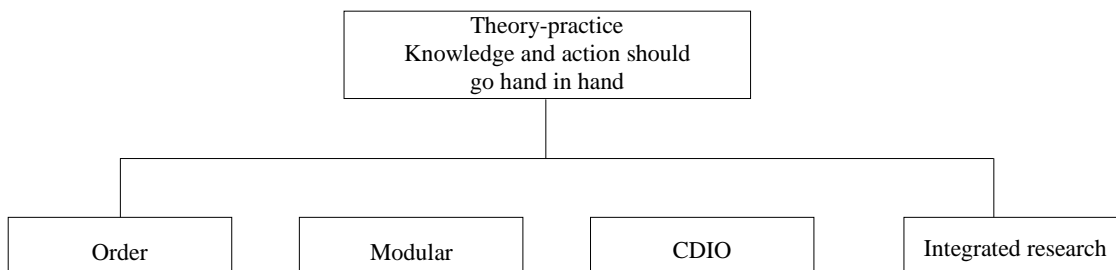 Theory-practice
Knowledge and action should
go hand in hand
Order
Modular
CDIO
Integrated research